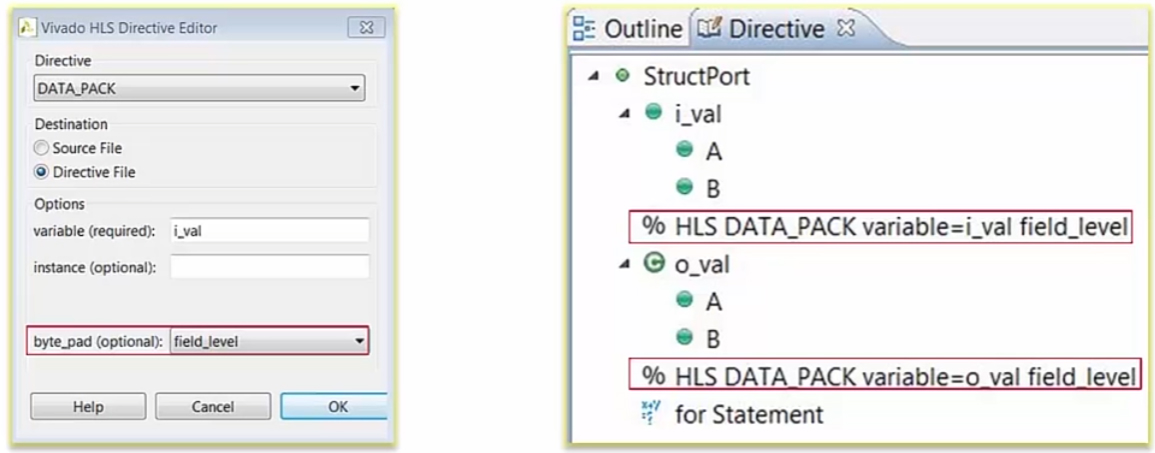 Vivado HLS Directive Editor
Directive
DATA_PACK
Destination
Source File
Directive File
Options
variable (required): i_val
instance (optional):
byte_pad (optional): field_level
Help Cancel OK
Outline Directive
StructPort
i_val
A
B
% HLS DATA_PACK variable=i_val field_level
o_val
A
B
% HLS DATA_PACK variable=o_val field_level
for Statement